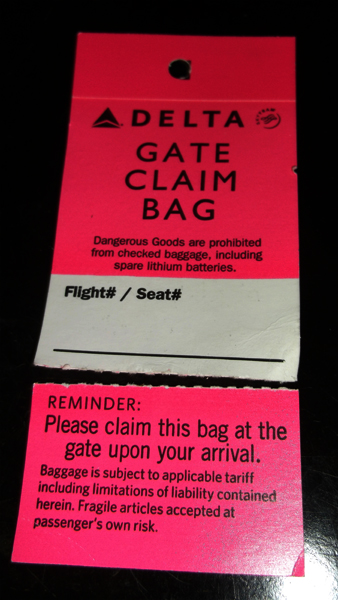 DELTA
GATE
CLAIM
BAG
Dangerous Goods are prohibited
from checked baggage, including
spare lithium batteries.
Flight# / Seat#
REMINDER:
Please claim this bag at the
gate upon your arrival.
Baggage is subject to applicable tariff
including limitations of liability contained
herein. Fragile articles accepted at
passenger's own risk.